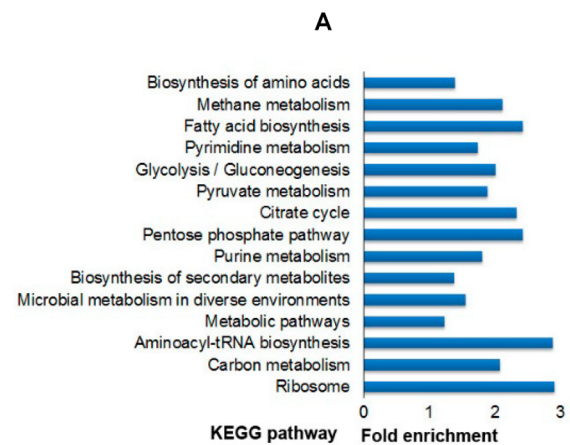 A
Biosynthesis of amino acids
Methane metabolism
Fatty acid biosynthesis
Pyrimidine metabolism
Glycolysis / Gluconeogenesis
Pyruvate metabolism
Citrate cycle
Pentose phosphate pathway
Purine metabolism
Biosynthesis of secondary metabolites
Microbial metabolism in diverse environments
Metabolic pathways
Aminoacyl-tRNA biosynthesis
Carbon metabolism
Ribosome
0 1 2 3
KEGG pathway Fold enrichment